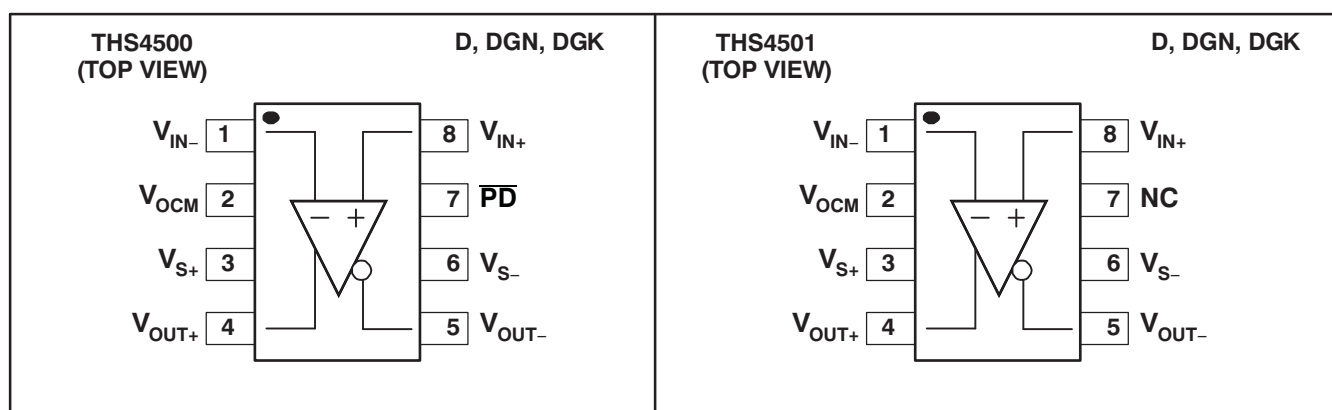 THS4500
(TOP VIEW)
D, DGN, DGK
V_IN− 1
8 V_IN+
V_OCM 2
7 P̅D̅
V_S+ 3
6 V_S−
V_OUT+ 4
5 V_OUT−
− +
THS4501
(TOP VIEW)
D, DGN, DGK
V_IN− 1
8 V_IN+
V_OCM 2
7 NC
V_S+ 3
6 V_S−
V_OUT+ 4
5 V_OUT−
− +